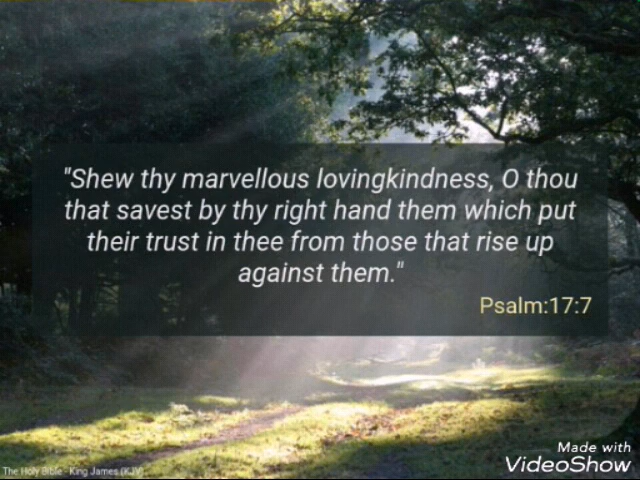 "Shew thy marvellous lovingkindness, O thou
that savest by thy right hand them which put
their trust in thee from those that rise up
against them."
Psalm:17:7
Made with
VideoShow
The Holy Bible - King James (KJV)